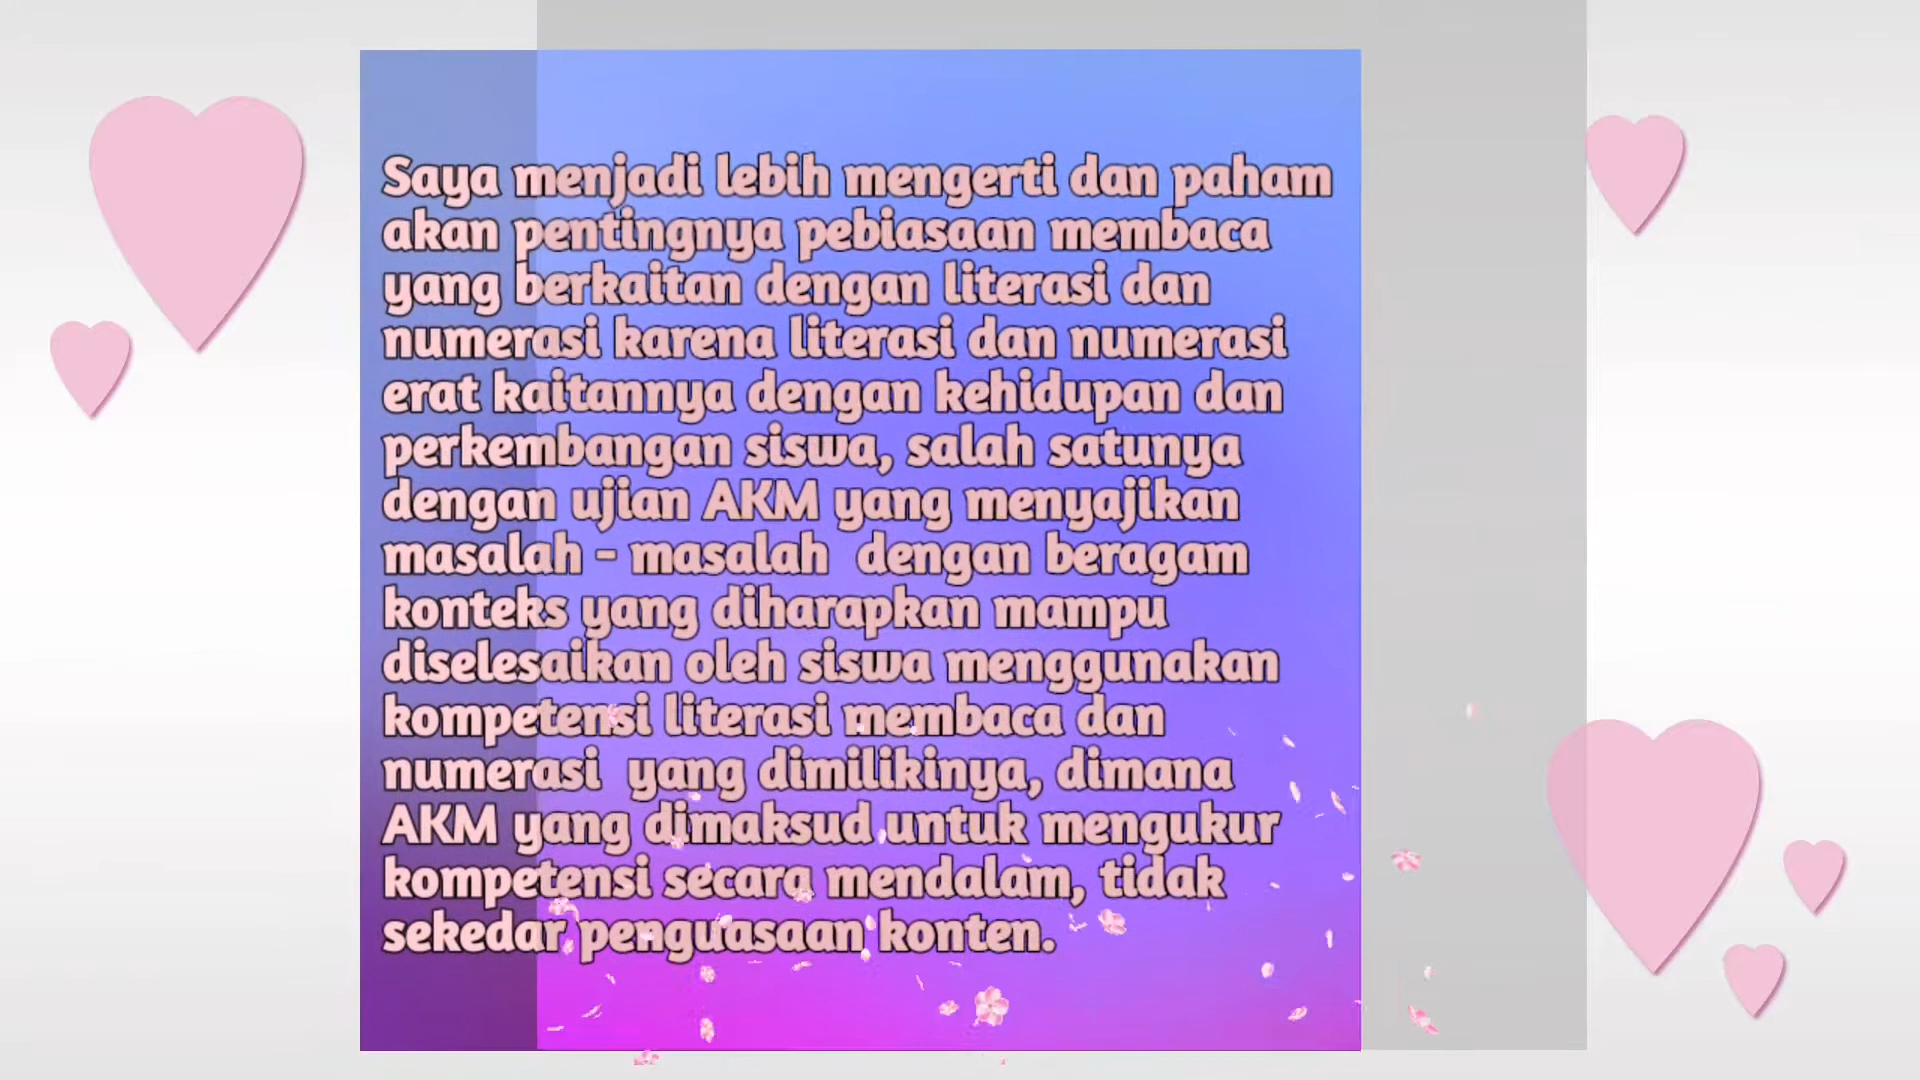 Saya menjadi lebih mengerti dan paham
akan pentingnya pebiasaan membaca
yang berkaitan dengan literasi dan
numerasi karena literasi dan numerasi
erat kaitannya dengan kehidupan dan
perkembangan siswa, salah satunya
dengan ujian AKM yang menyajikan
masalah - masalah  dengan beragam
konteks yang diharapkan mampu
diselesaikan oleh siswa menggunakan
kompetensi literasi membaca dan
numerasi  yang dimilikinya, dimana
AKM yang dimaksud untuk mengukur
kompetensi secara mendalam, tidak
sekedar penguasaan konten.